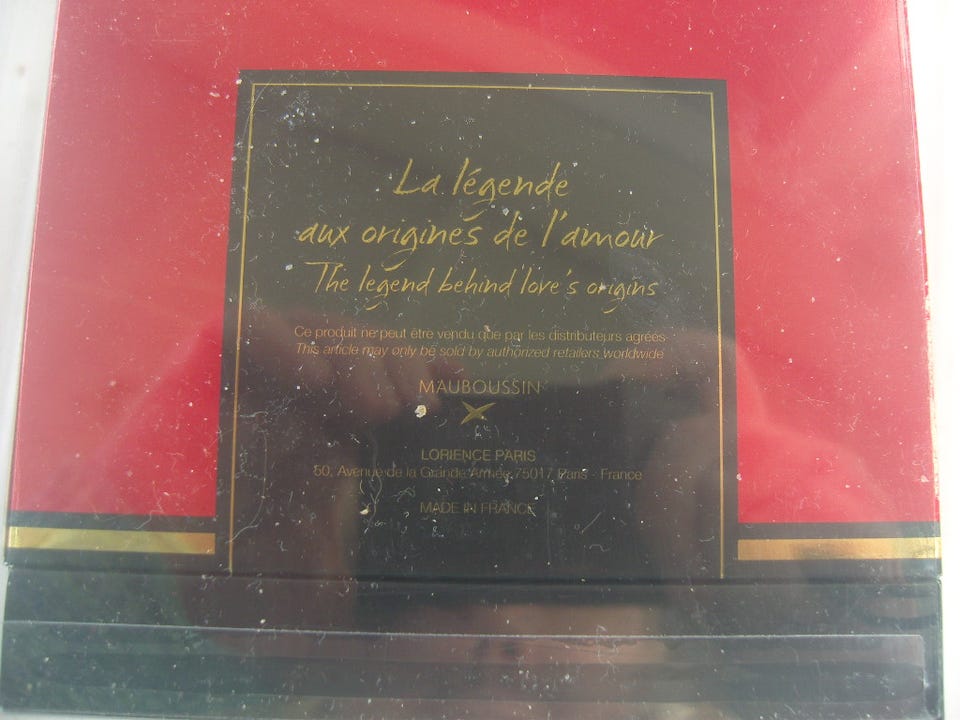 La légende
aux origines de l'amour
The legend behind love's origins
Ce produit ne peut être vendu que par les distributeurs agréés
This article may only be sold by authorized retailers worldwide
MAUBOUSSIN
LORIENCE PARIS
50, Avenue de la Grande Armée 75017 Paris - France
MADE IN FRANCE